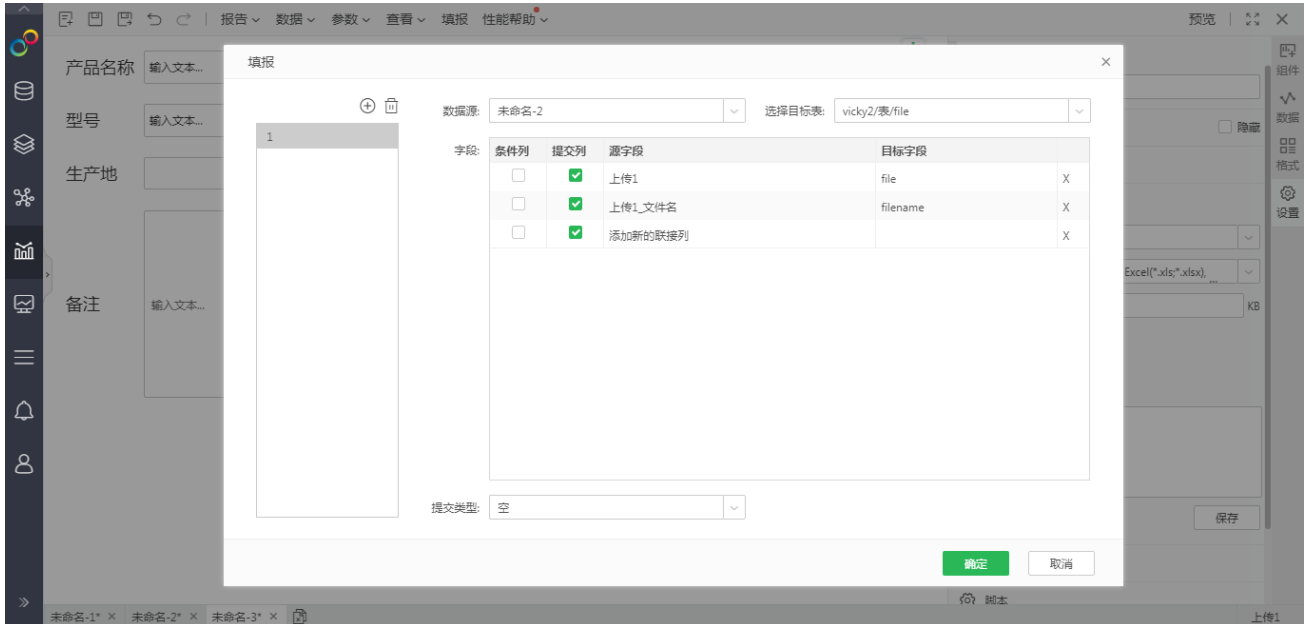 报告 数据 参数 查看 填报 性能帮助 预览
产品名称 输入文本...
型号 输入文本...
生产地
备注 输入文本...
填报
1
数据源: 未命名-2 选择目标表: vicky2/表/file
字段: 条件列 提交列 源字段 目标字段
上传1 file X
上传1_文件名 filename X
添加新的联接列 X
提交类型: 空
确定 取消
组件
数据
格式
设置
隐藏
Excel(*.xls;*.xlsx), ...
KB
保存
脚本
未命名-1* × 未命名-2* × 未命名-3* × 上传1